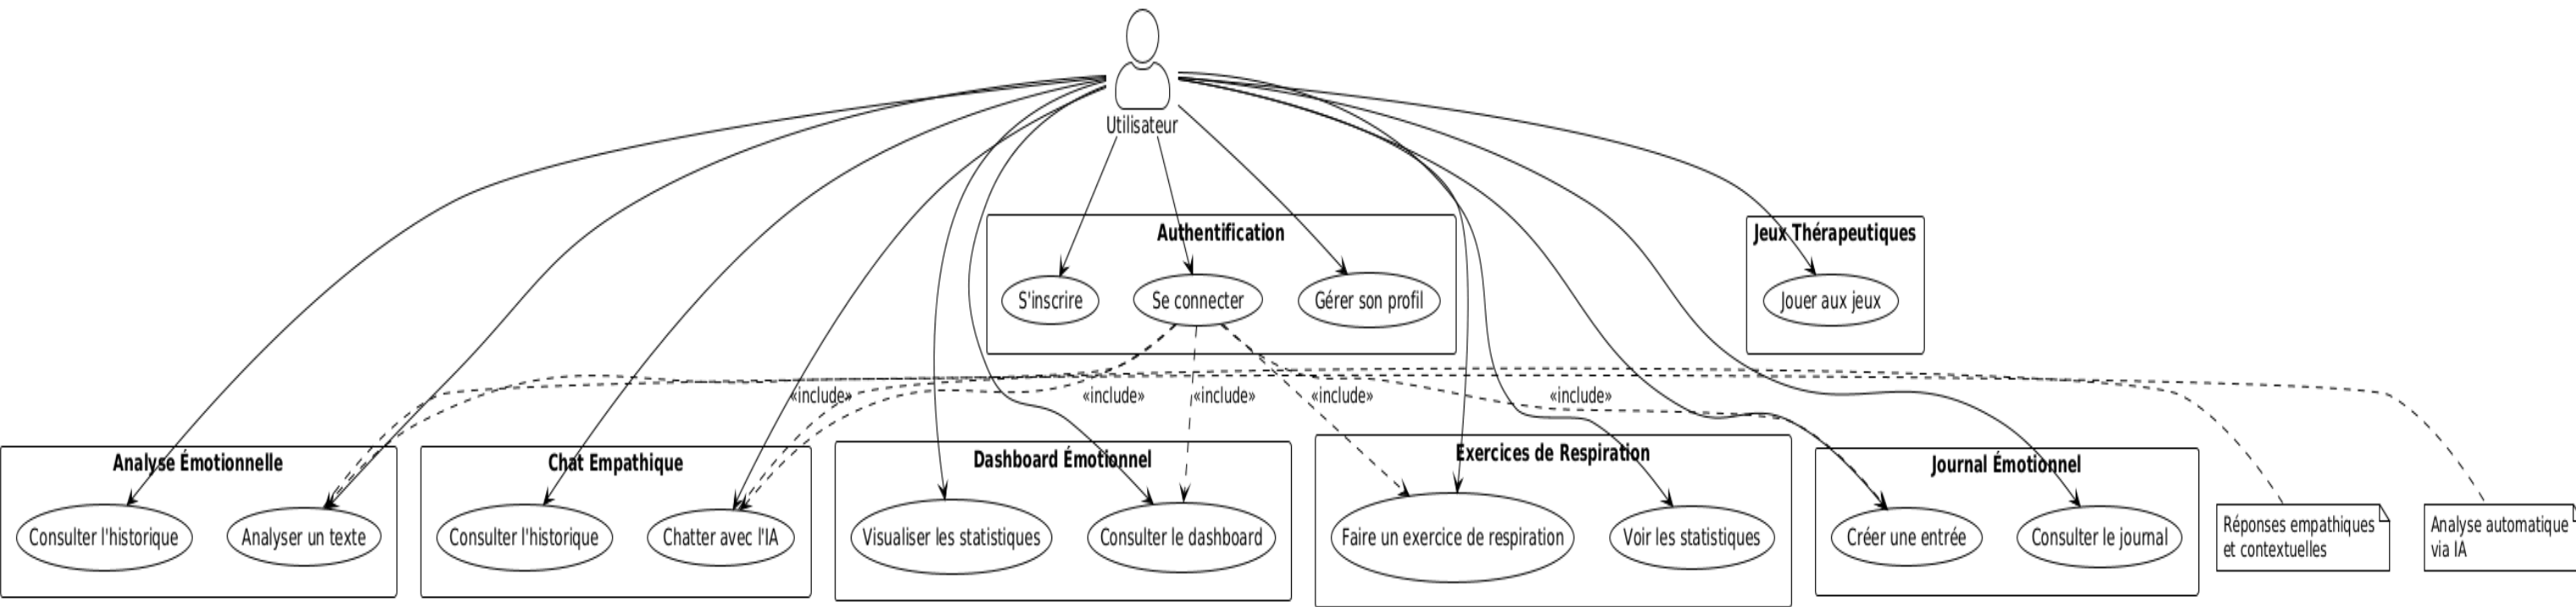 Utilisateur
Authentification
S'inscrire
Se connecter
Gérer son profil
Jeux Thérapeutiques
Jouer aux jeux
«include»
«include»
«include»
«include»
«include»
Analyse Émotionnelle
Consulter l'historique
Analyser un texte
Chat Empathique
Consulter l'historique
Chatter avec l'IA
Dashboard Émotionnel
Visualiser les statistiques
Consulter le dashboard
Exercices de Respiration
Faire un exercice de respiration
Voir les statistiques
Journal Émotionnel
Créer une entrée
Consulter le journal
Réponses empathiques
et contextuelles
Analyse automatique
via IA